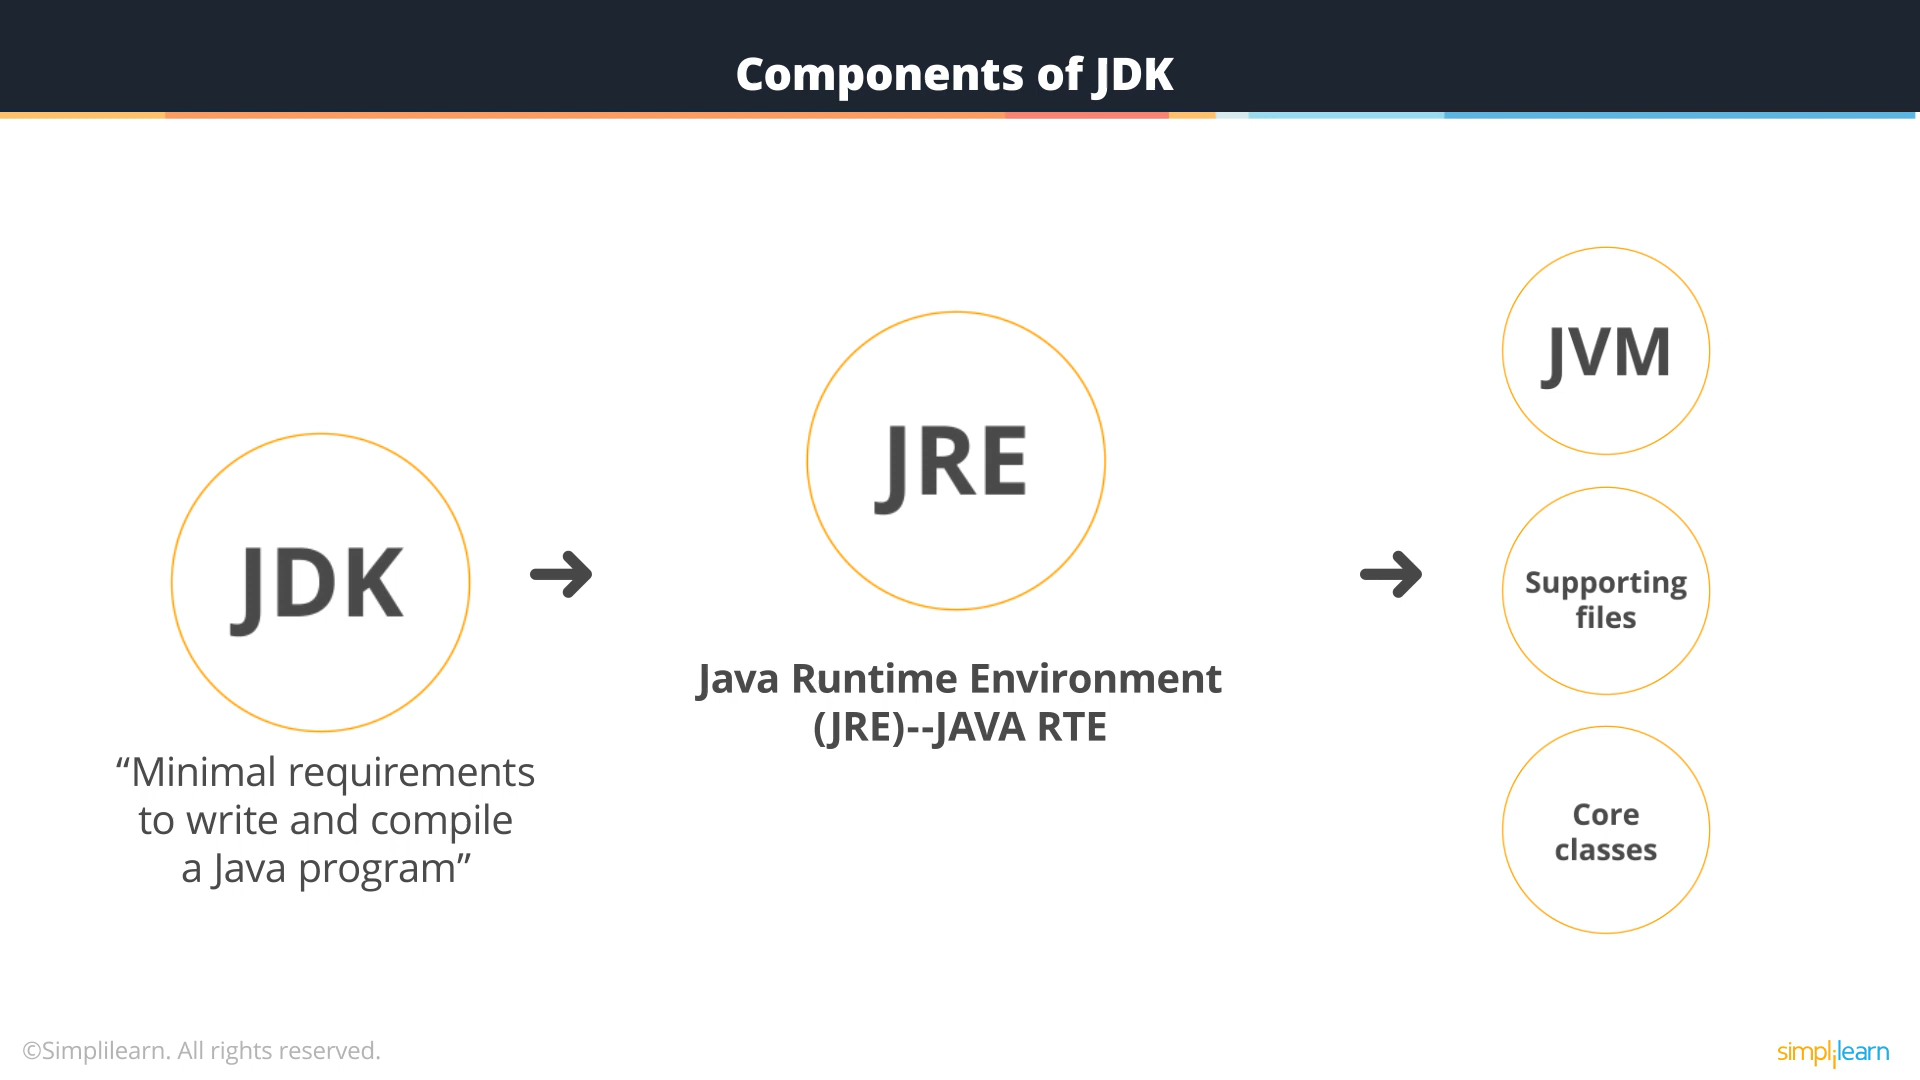 Components of JDK
JDK
“Minimal requirements
to write and compile
a Java program”
JRE
Java Runtime Environment
(JRE)--JAVA RTE
JVM
Supporting
files
Core
classes
©Simplilearn. All rights reserved.
simplilearn